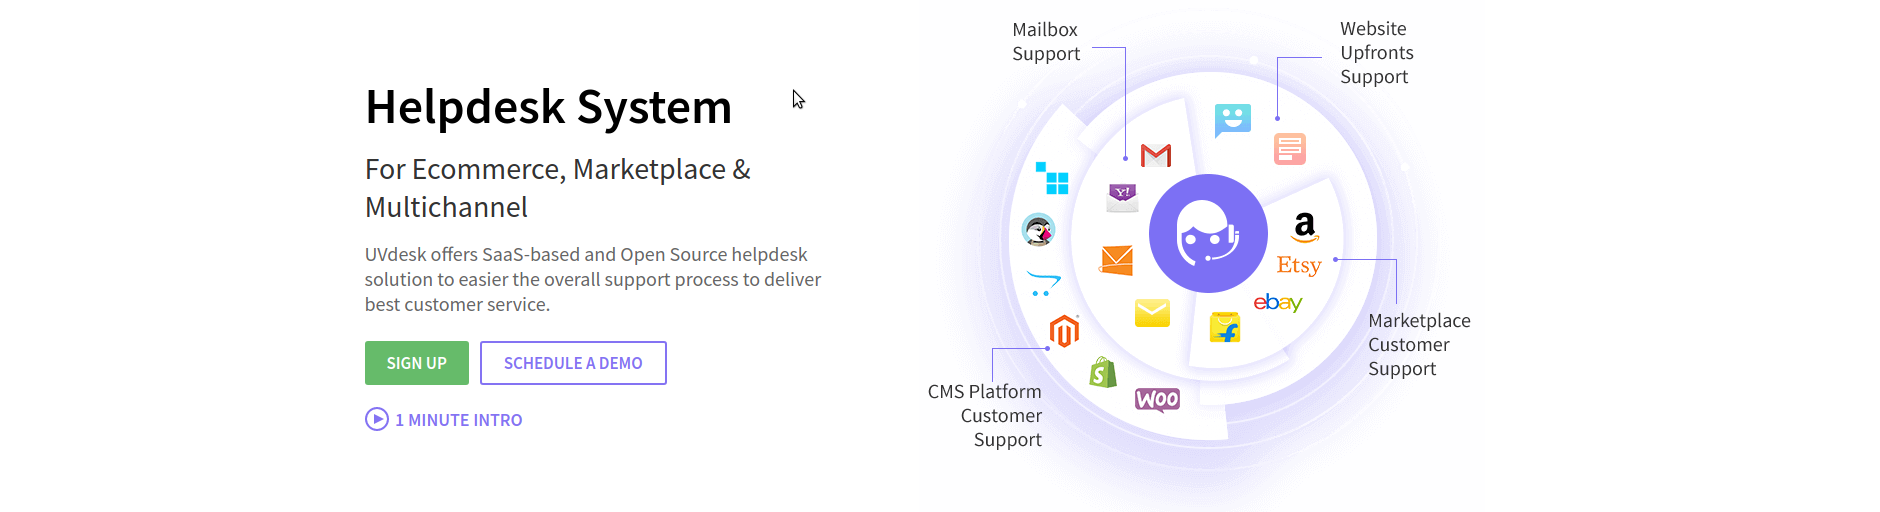 Helpdesk System
For Ecommerce, Marketplace &
Multichannel
UVdesk offers SaaS-based and Open Source helpdesk
solution to easier the overall support process to deliver
best customer service.
SIGN UP
SCHEDULE A DEMO
1 MINUTE INTRO
Mailbox
Support
Website
Upfronts
Support
Y!
a
Etsy
ebay
f
S
WOO
Marketplace
Customer
Support
CMS Platform
Customer
Support